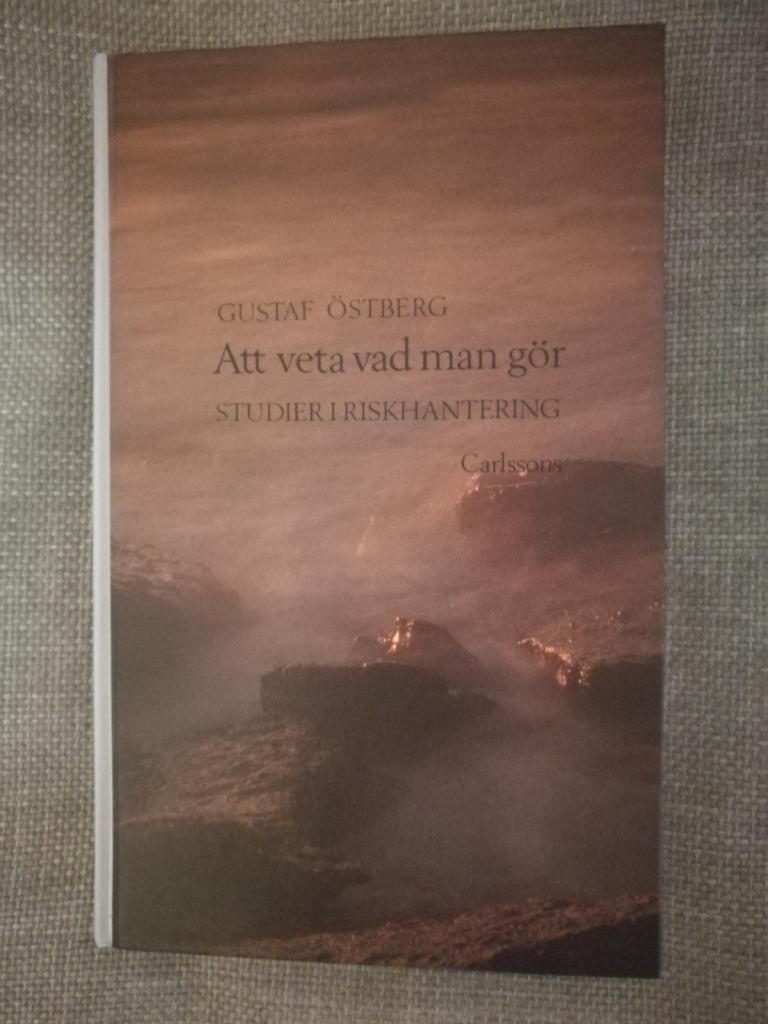 GUSTAF ÖSTBERG
Att veta vad man gör
STUDIER I RISKHANTERING
Carlssons